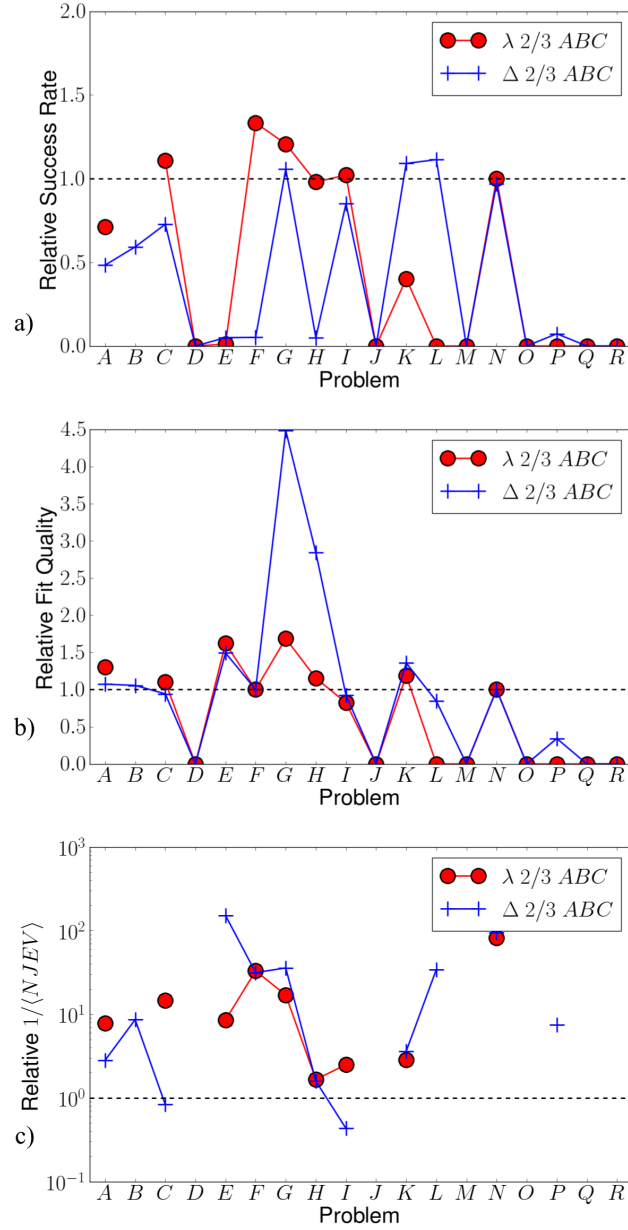 2.0
λ 2/3 ABC
Δ 2/3 ABC
1.5
1.0
0.5
0.0
Relative Success Rate
a)
A B C D E F G H I J K L M N O P Q R
Problem
4.5
λ 2/3 ABC
Δ 2/3 ABC
4.0
3.5
3.0
2.5
2.0
1.5
1.0
0.5
0.0
Relative Fit Quality
b)
A B C D E F G H I J K L M N O P Q R
Problem
10³
λ 2/3 ABC
Δ 2/3 ABC
10²
10¹
10⁰
10⁻¹
Relative 1/⟨NJEV⟩
c)
A B C D E F G H I J K L M N O P Q R
Problem